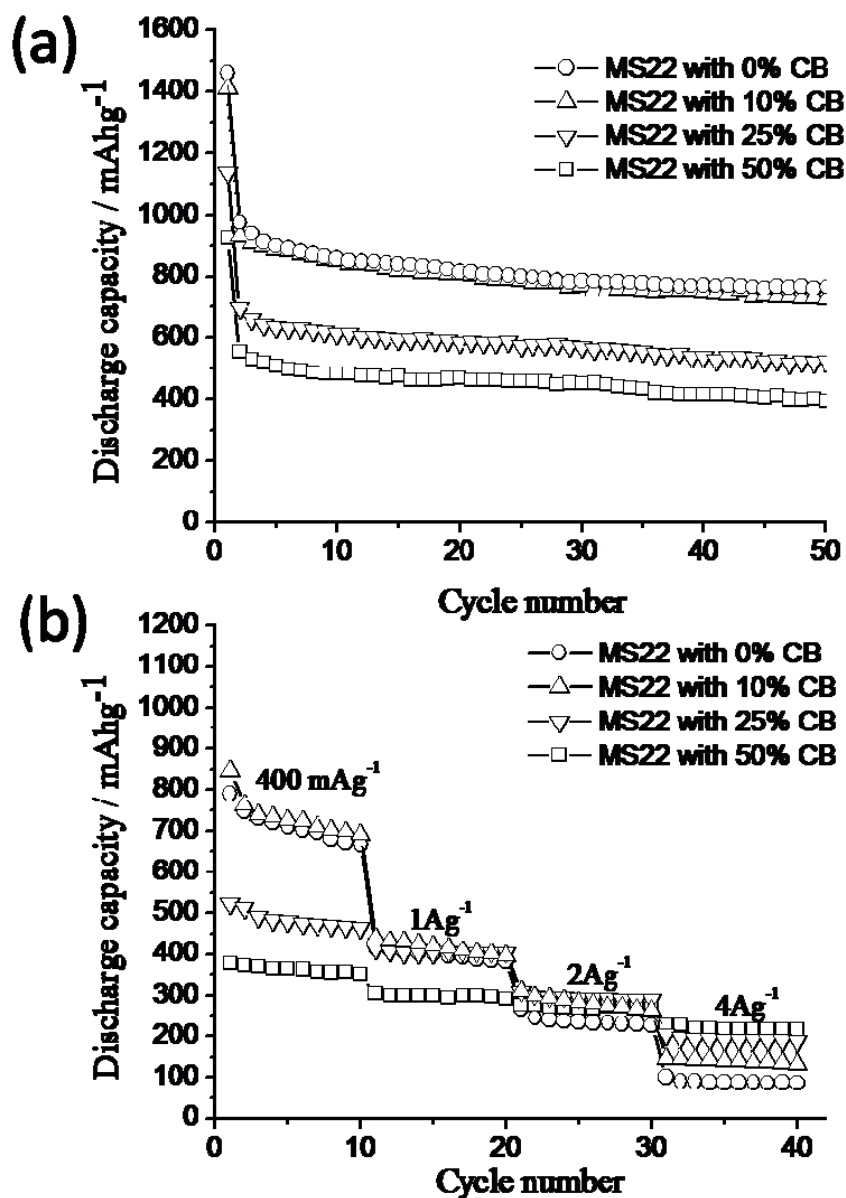 (a)
1600
1400
1200
1000
800
600
400
200
0
Discharge capacity / mAhg⁻¹
MS22 with 0% CB
MS22 with 10% CB
MS22 with 25% CB
MS22 with 50% CB
0 10 20 30 40 50
Cycle number
(b)
1200
1100
1000
900
800
700
600
500
400
300
200
100
0
Discharge capacity / mAhg⁻¹
MS22 with 0% CB
MS22 with 10% CB
MS22 with 25% CB
MS22 with 50% CB
400 mAg⁻¹
1Ag⁻¹
2Ag⁻¹
4Ag⁻¹
0 10 20 30 40
Cycle number